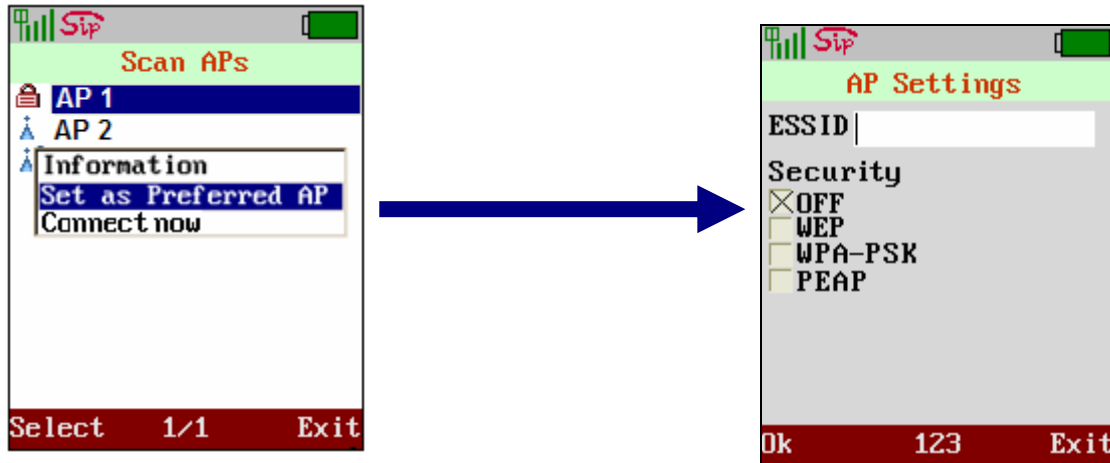 Sip
Scan APs
AP 1
AP 2
Information
Set as Preferred AP
Connect now
Select 1/1 Exit
Sip
AP Settings
ESSID
Security
OFF
WEP
WPA-PSK
PEAP
Ok 123 Exit